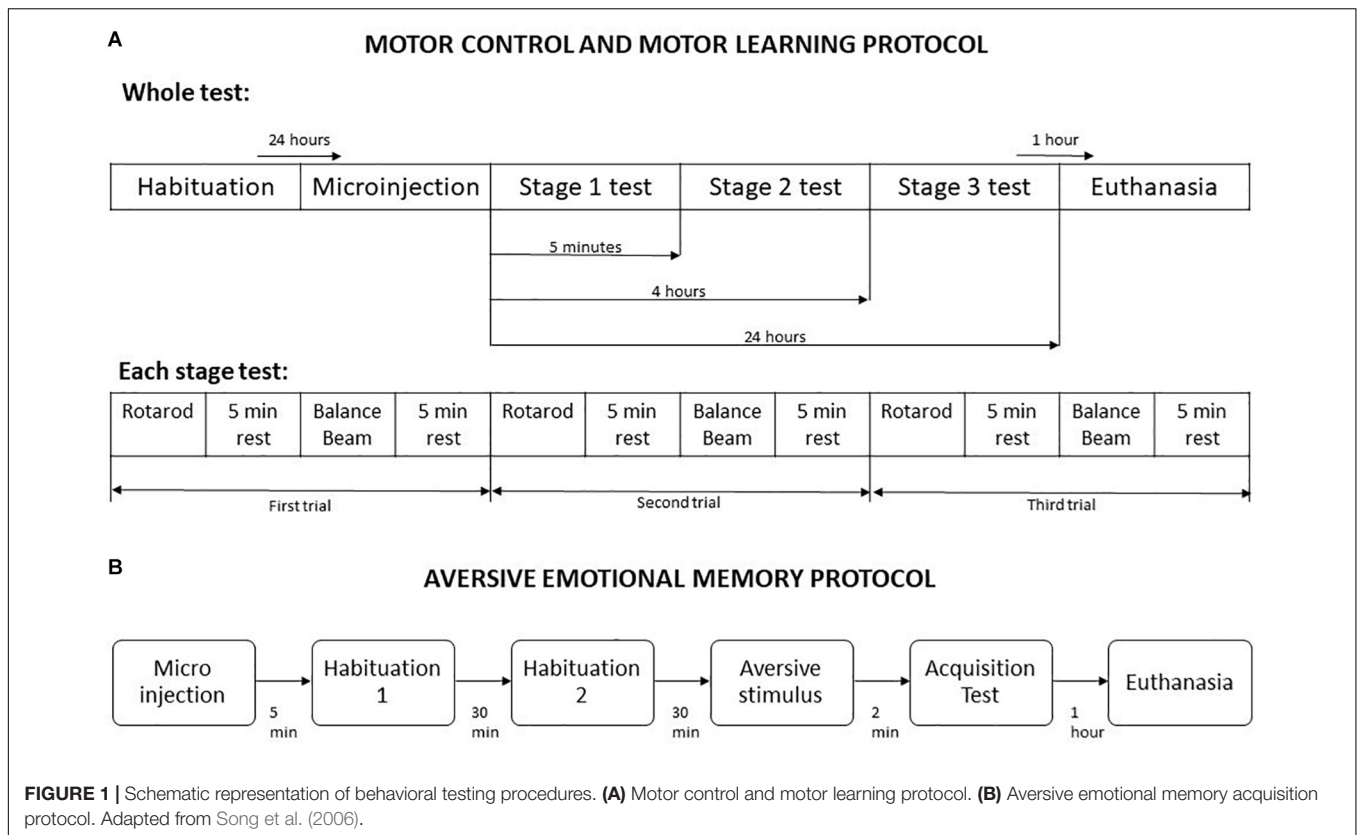 A
MOTOR CONTROL AND MOTOR LEARNING PROTOCOL
Whole test:
24 hours
1 hour
Habituation Microinjection Stage 1 test Stage 2 test Stage 3 test Euthanasia
5 minutes
4 hours
24 hours
Each stage test:
Rotarod 5 min Balance 5 min Rotarod 5 min Balance 5 min Rotarod 5 min Balance 5 min
rest Beam rest rest Beam rest rest Beam rest
First trial Second trial Third trial
B
AVERSIVE EMOTIONAL MEMORY PROTOCOL
Micro
injection
5
min
Habituation
1
30
min
Habituation
2
30
min
Aversive
stimulus
2
min
Acquisition
Test
1
hour
Euthanasia
FIGURE 1 | Schematic representation of behavioral testing procedures. (A) Motor control and motor learning protocol. (B) Aversive emotional memory acquisition
protocol. Adapted from Song et al. (2006).